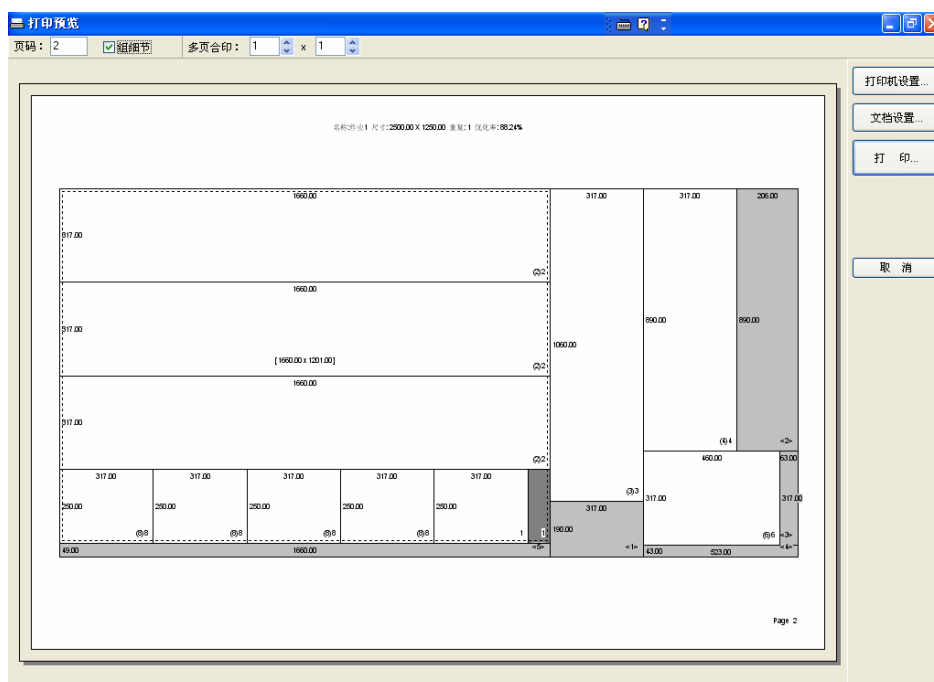 打印预览
页码： 2 组细节 多页合印： 1 x 1
打印机设置...
文档设置...
打 印...
取 消
名称:作业1 尺寸:2500.00 X 1250.00 重复:1 优化率:88.24%
1660.00 317.00 317.00 206.00
317.00
(2)2
1660.00
317.00 890.00 890.00
1060.00
[1660.00 x 1201.00]
(2)2
1660.00
317.00
(4)4 <2>
(2)2 460.00 63.00
317.00 317.00 317.00 317.00 317.00
(3)3 317.00 317.00
250.00 250.00 250.00 250.00 250.00 317.00
190.00
(8)8 (8)8 (8)8 (8)8 1 1 (6)6 <3>
49.00 1660.00 <5> <1> 43.00 523.00 <4>
Page 2